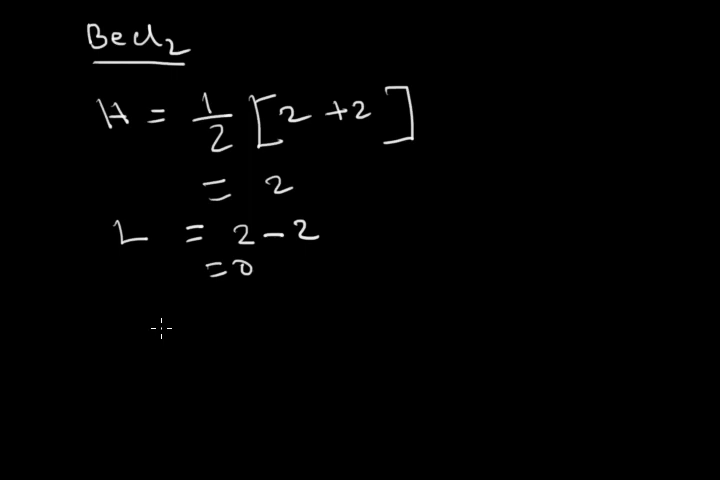 BeCl2
H = 1/2 [2 + 2]
= 2
L = 2 - 2
= 0